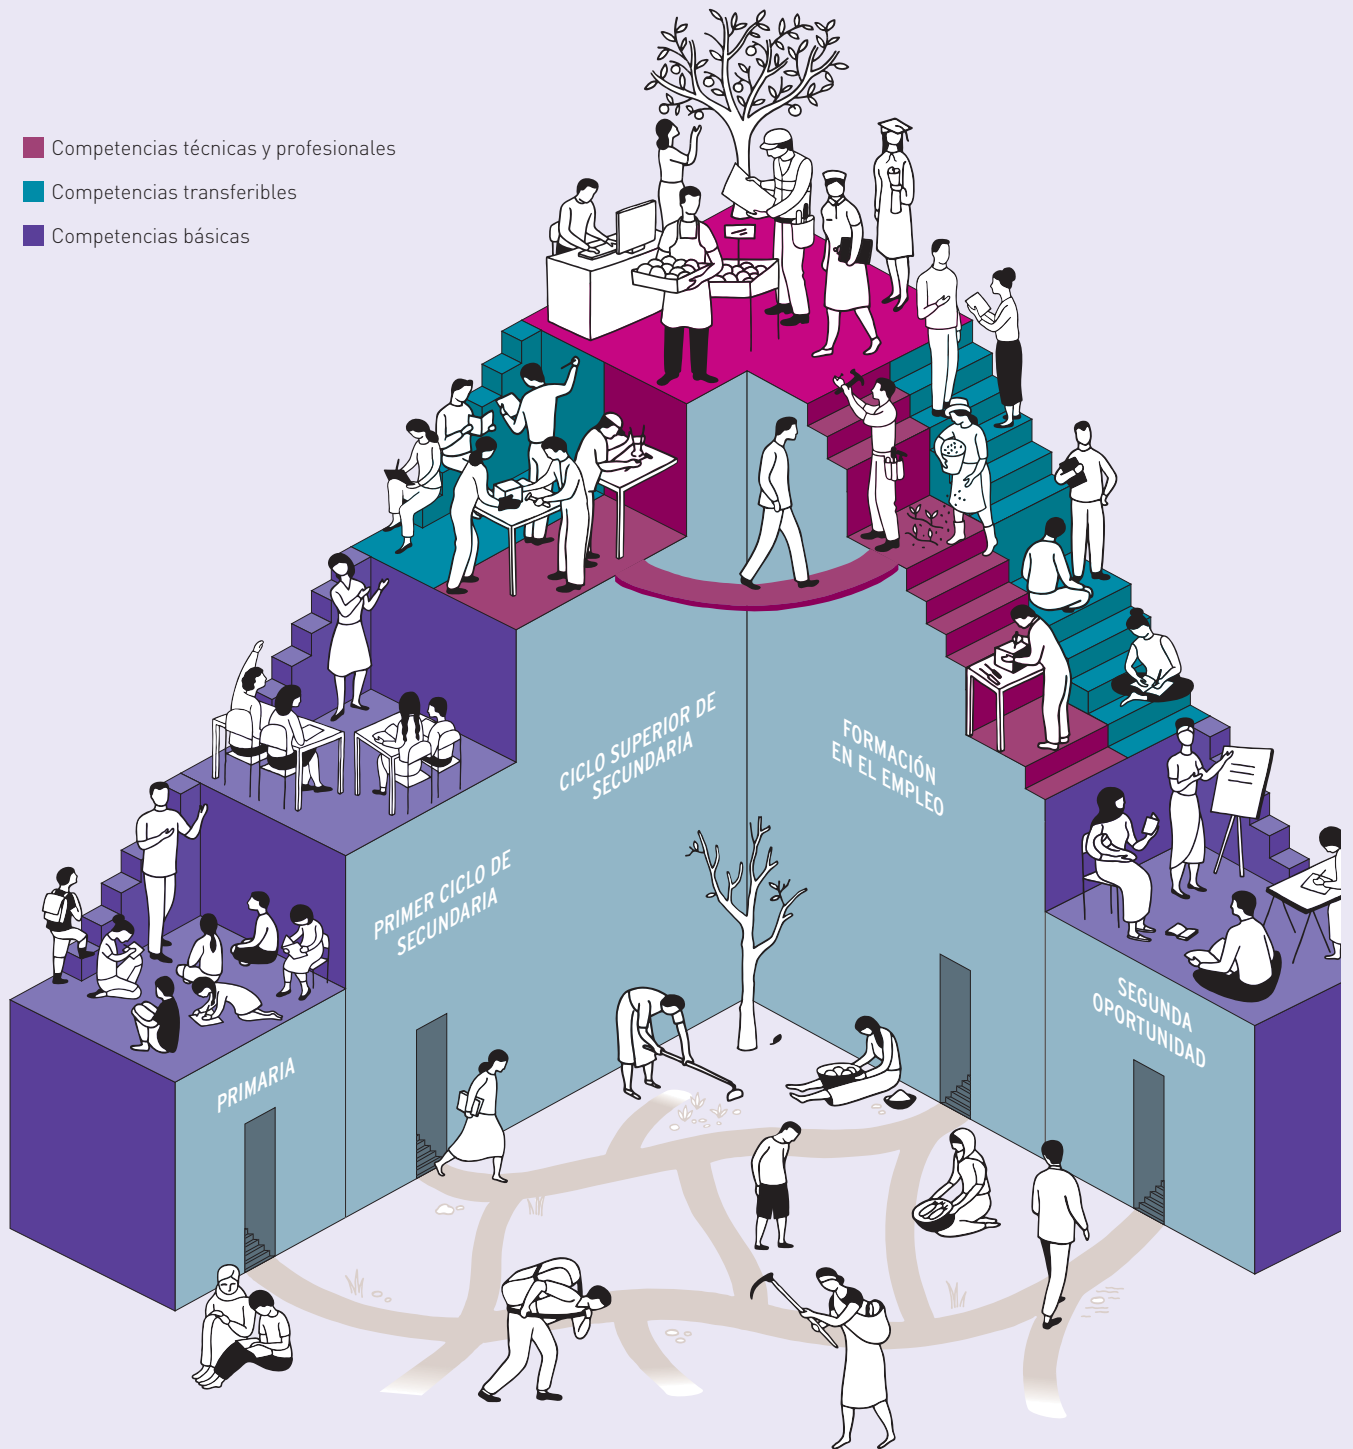 Competencias técnicas y profesionales
Competencias transferibles
Competencias básicas
CICLO SUPERIOR DE
SECUNDARIA
FORMACIÓN
EN EL EMPLEO
PRIMER CICLO DE
SECUNDARIA
SEGUNDA
OPORTUNIDAD
PRIMARIA